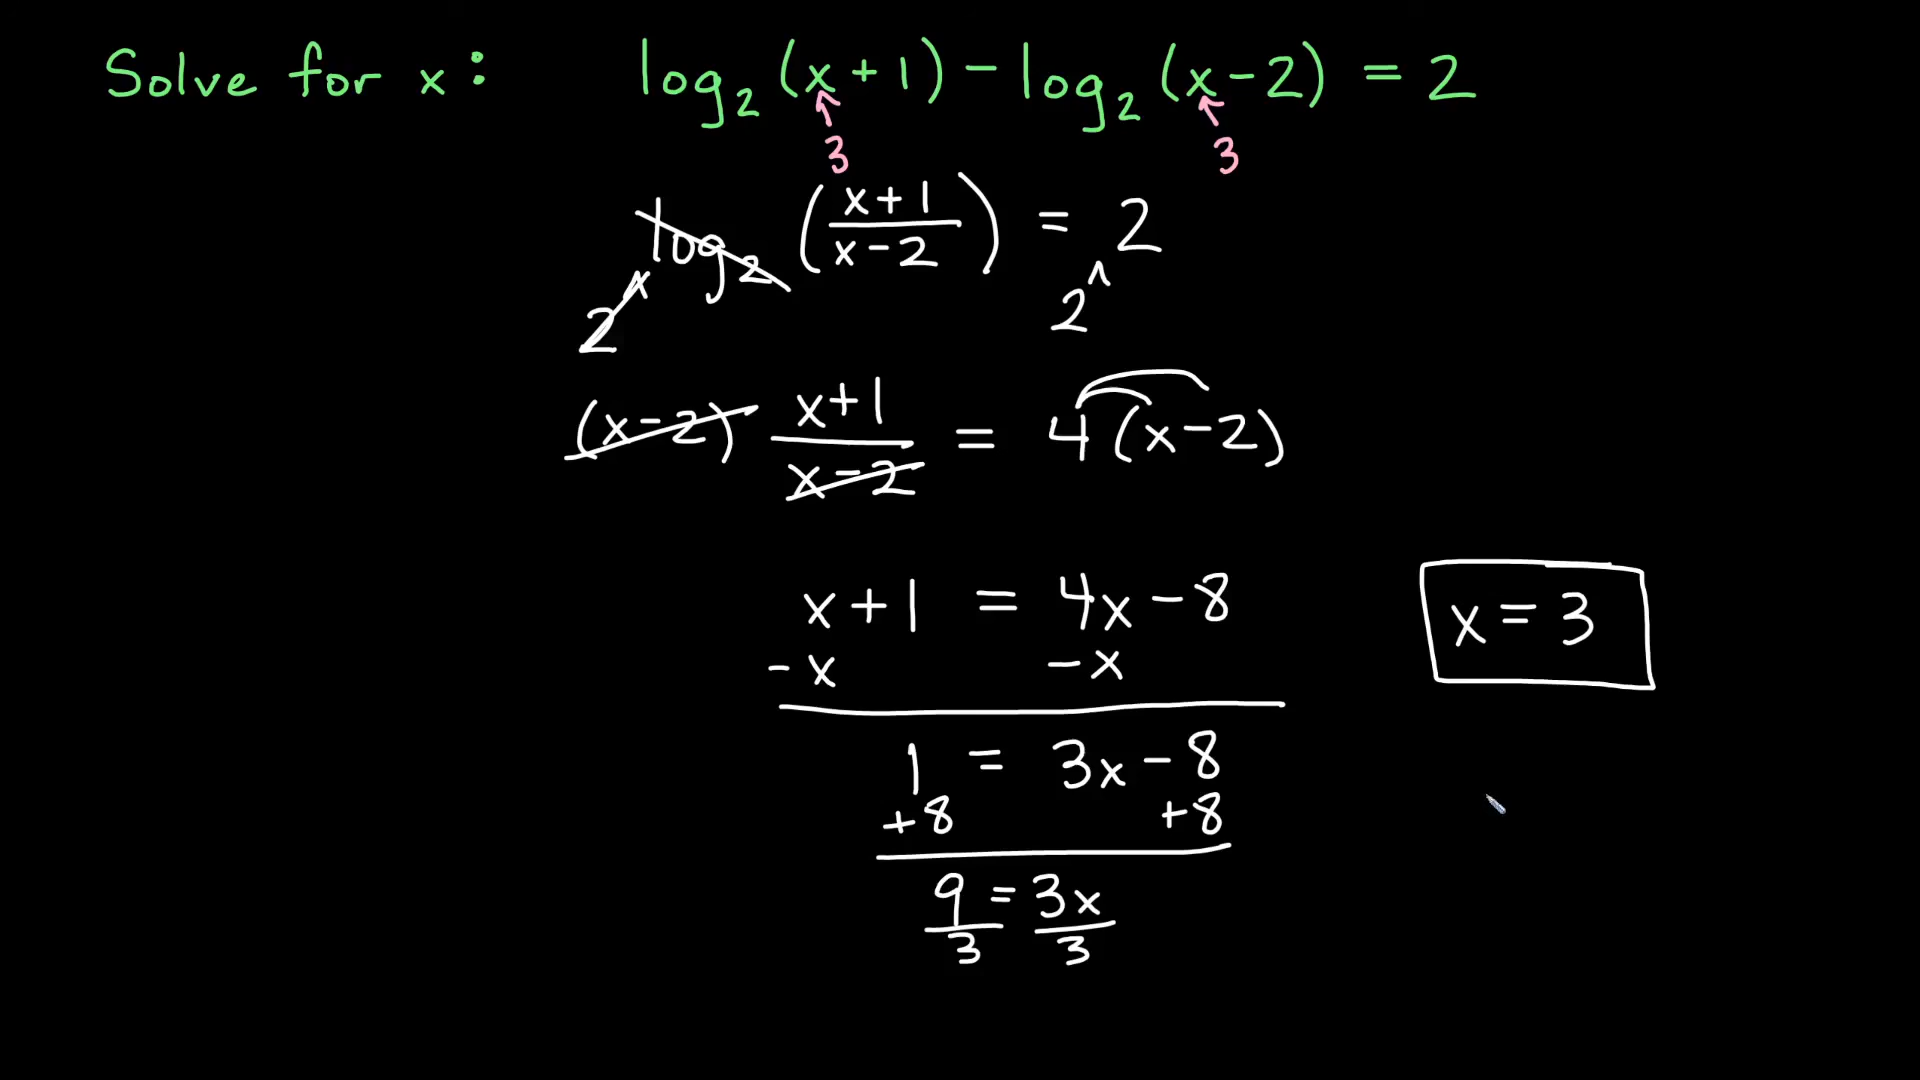 Solve for x: log₂(x+1) − log₂(x−2) = 2
3 3
log₂ ((x+1)/(x−2)) = 2
2^ 2^
(x−2) (x+1)/(x−2) = 4(x−2)
x+1 = 4x−8
x = 3
−x −x
1 = 3x−8
+8 +8
9/3 = 3x/3